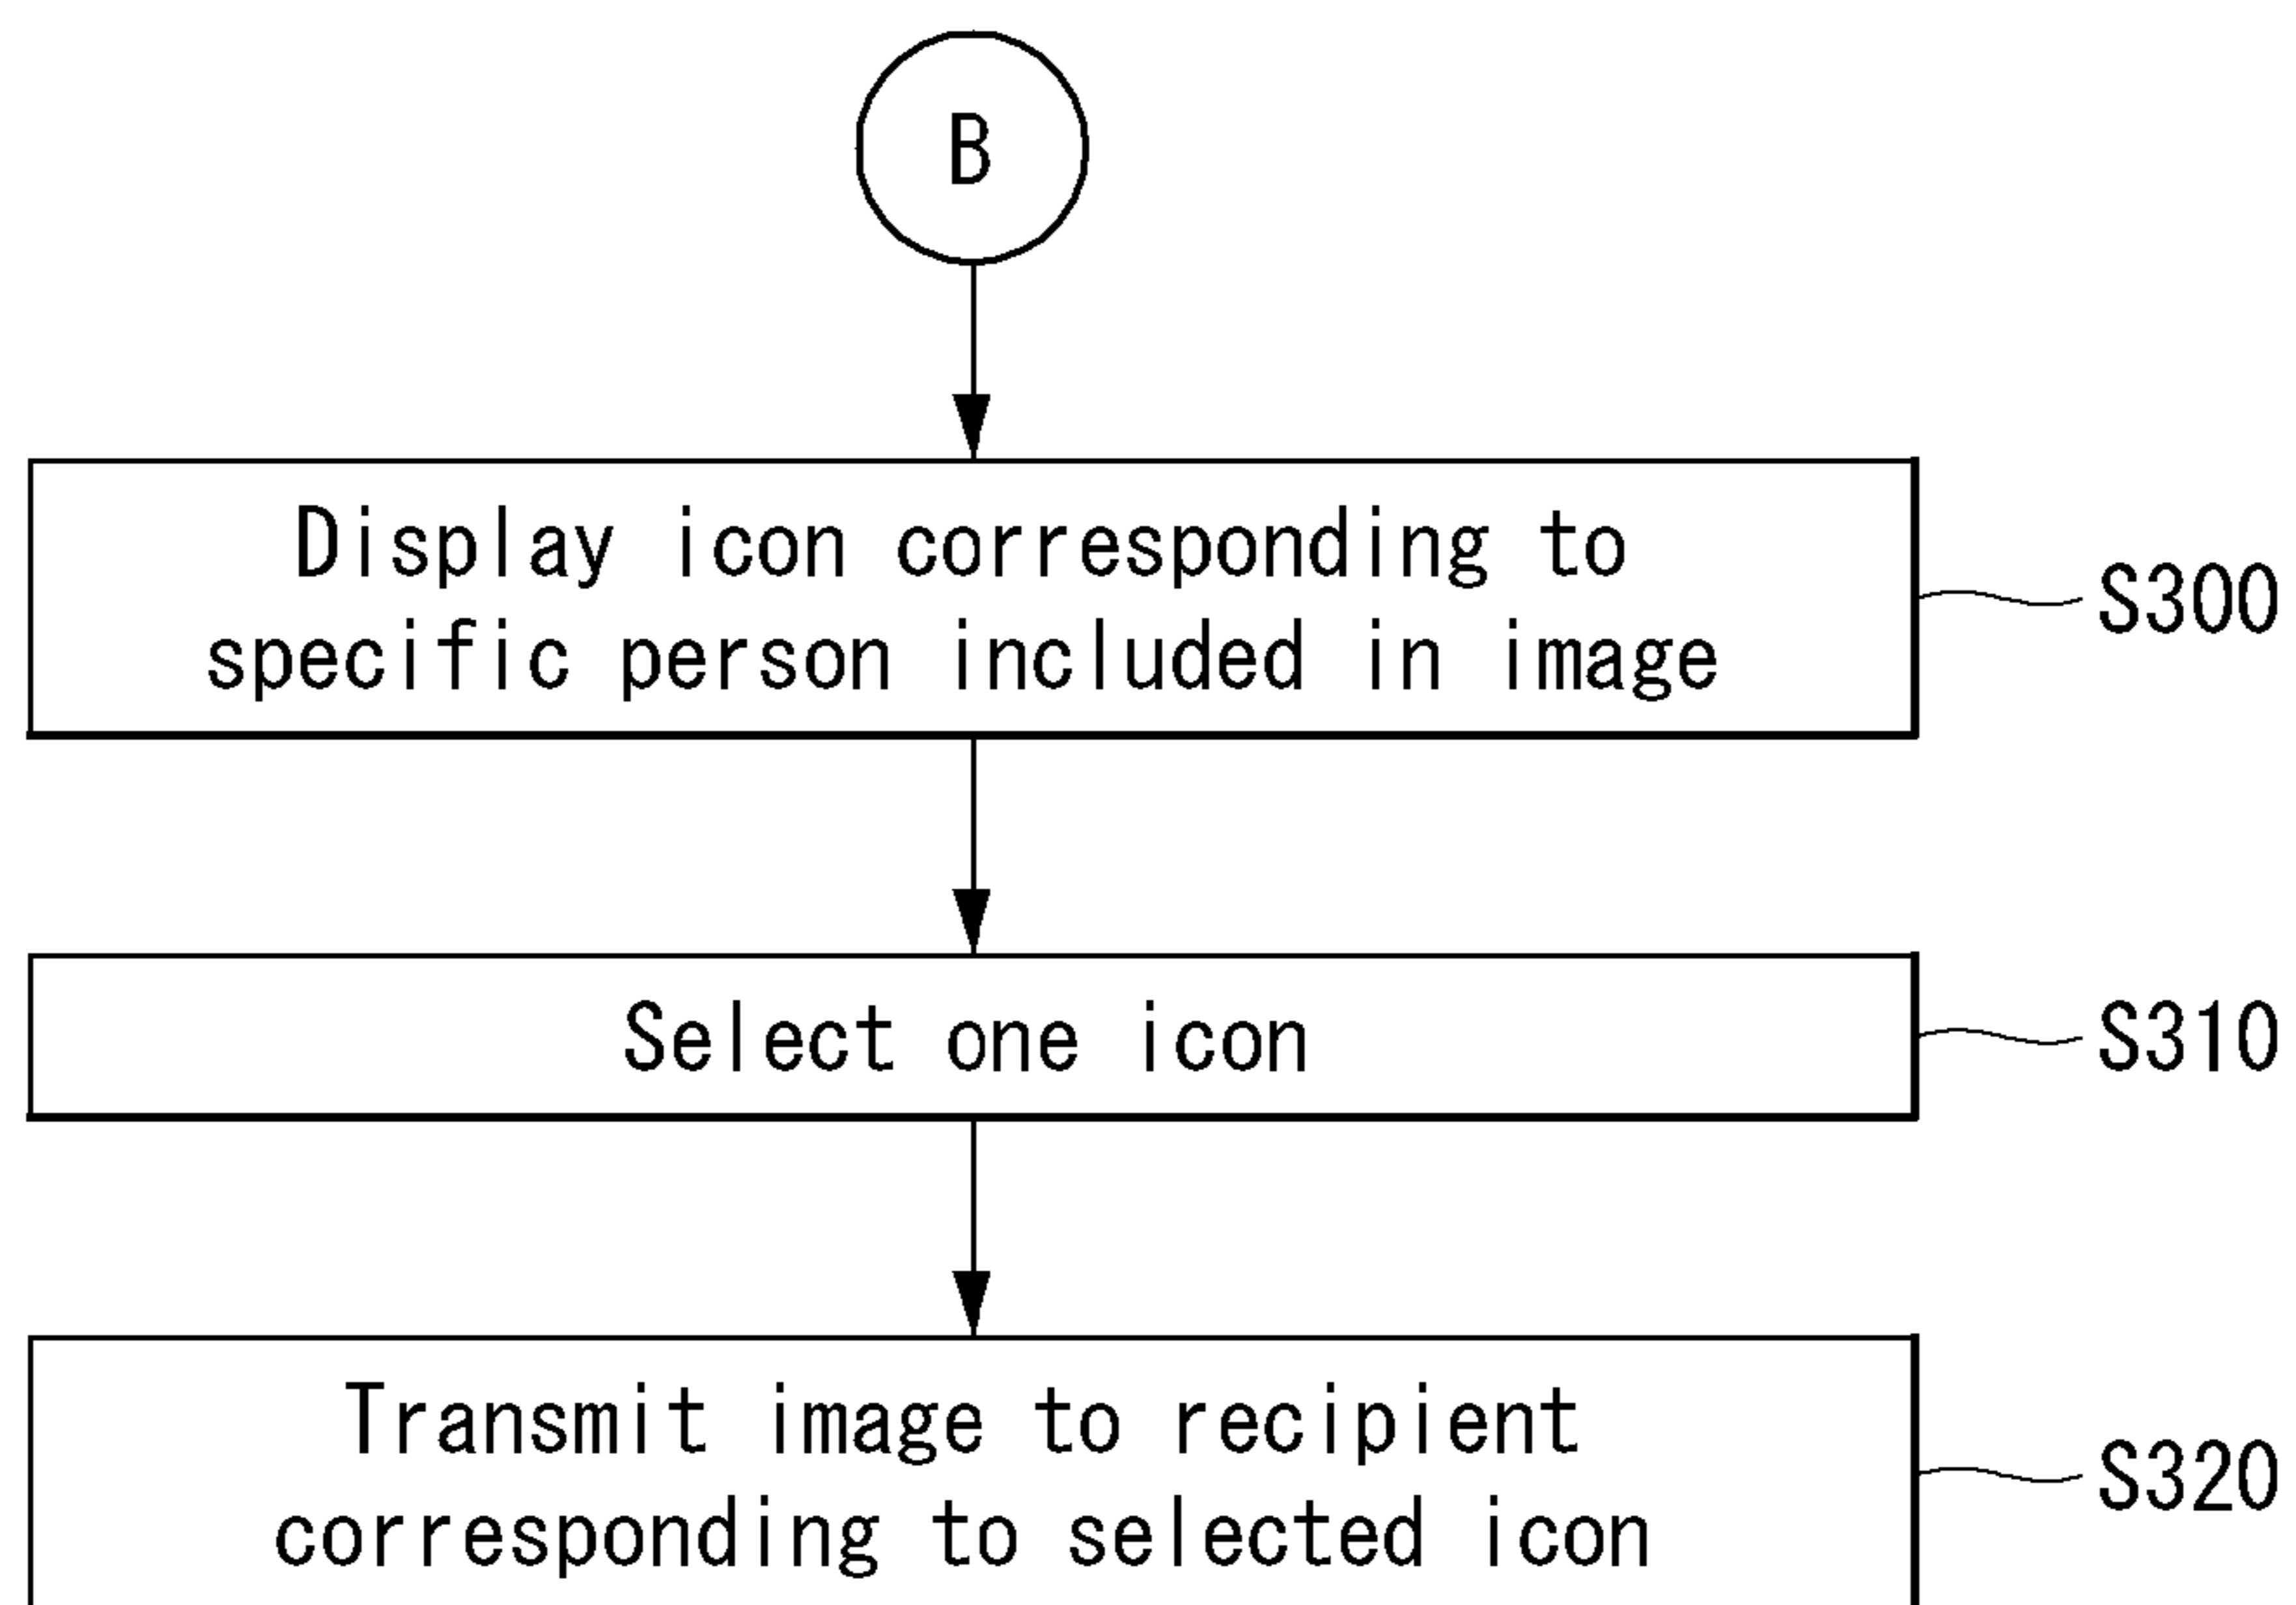 B
Display icon corresponding to
specific person included in image
S300
Select one icon
S310
Transmit image to recipient
corresponding to selected icon
S320